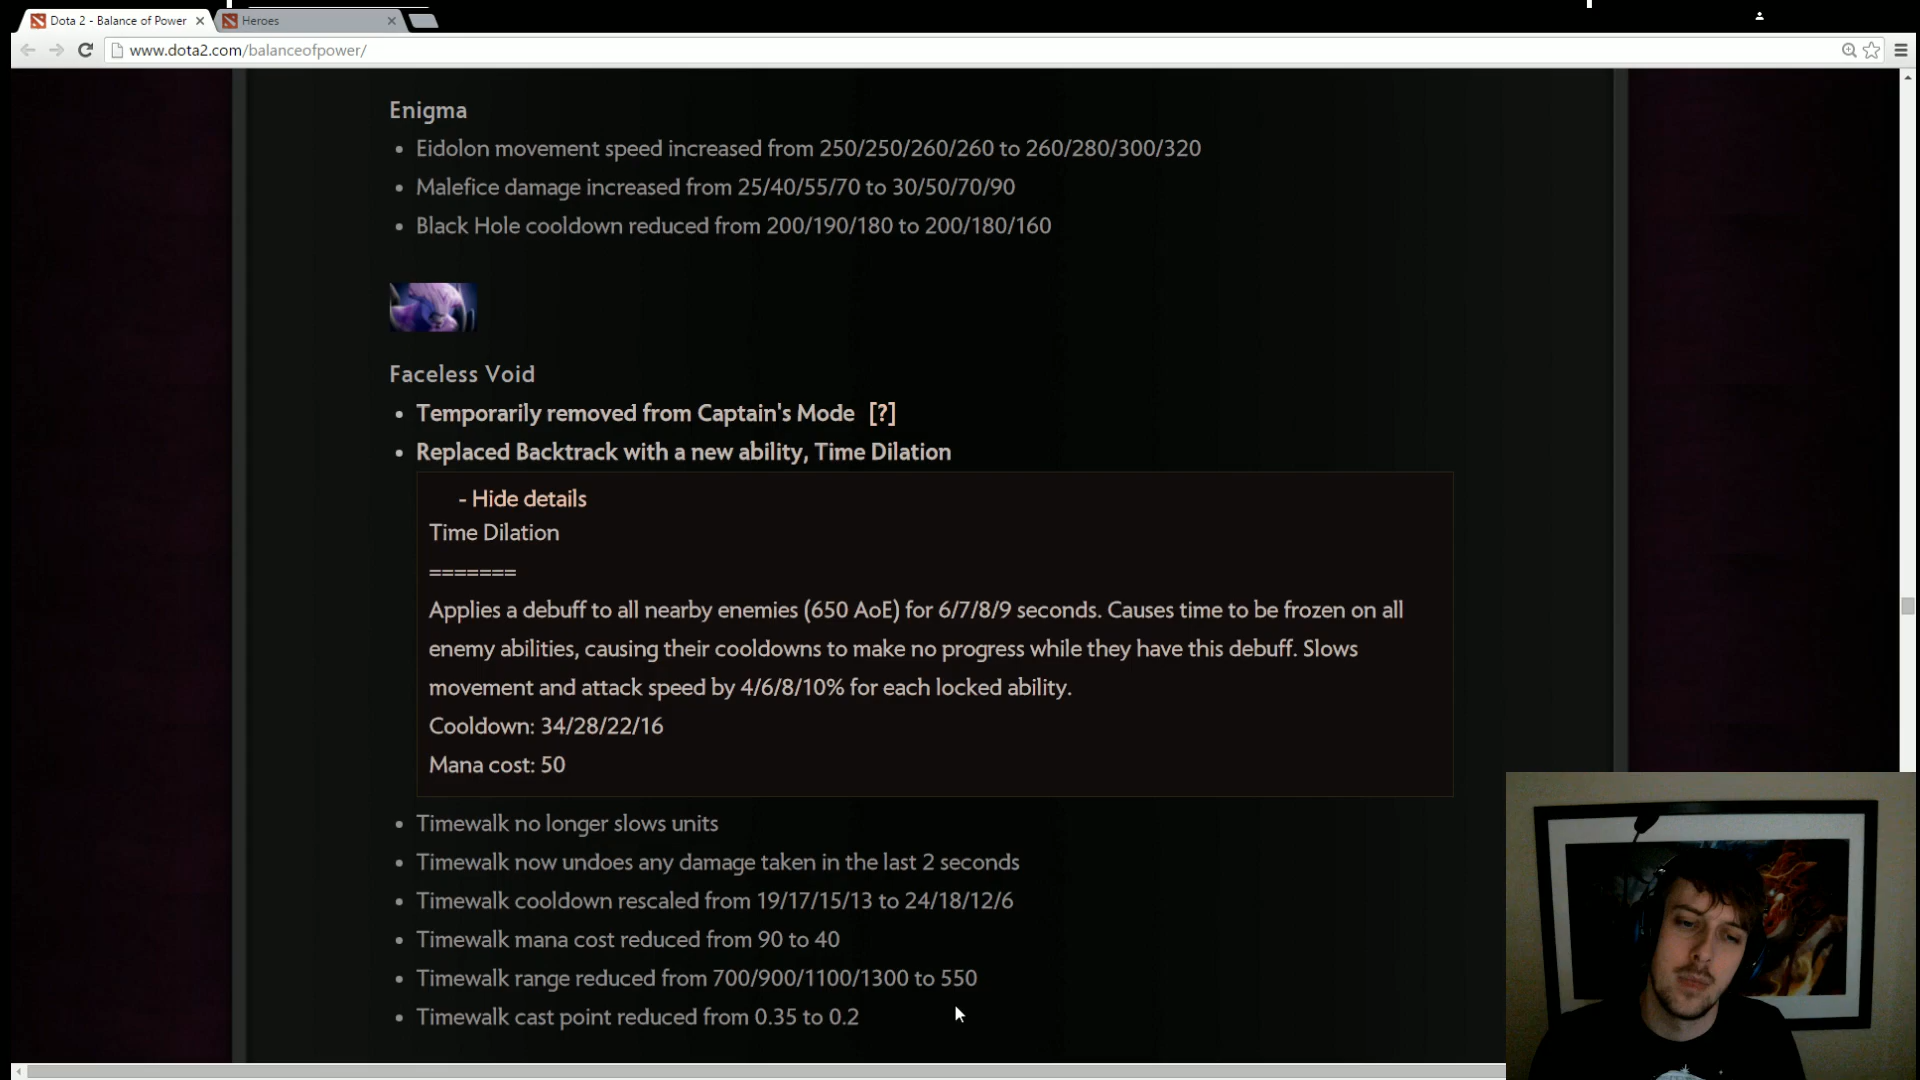 Dota 2 - Balance of Power
Heroes
www.dota2.com/balanceofpower/
Enigma
• Eidolon movement speed increased from 250/250/260/260 to 260/280/300/320
• Malefice damage increased from 25/40/55/70 to 30/50/70/90
• Black Hole cooldown reduced from 200/190/180 to 200/180/160
Faceless Void
• Temporarily removed from Captain's Mode [?]
• Replaced Backtrack with a new ability, Time Dilation
- Hide details
Time Dilation
=======
Applies a debuff to all nearby enemies (650 AoE) for 6/7/8/9 seconds. Causes time to be frozen on all
enemy abilities, causing their cooldowns to make no progress while they have this debuff. Slows
movement and attack speed by 4/6/8/10% for each locked ability.
Cooldown: 34/28/22/16
Mana cost: 50
• Timewalk no longer slows units
• Timewalk now undoes any damage taken in the last 2 seconds
• Timewalk cooldown rescaled from 19/17/15/13 to 24/18/12/6
• Timewalk mana cost reduced from 90 to 40
• Timewalk range reduced from 700/900/1100/1300 to 550
• Timewalk cast point reduced from 0.35 to 0.2